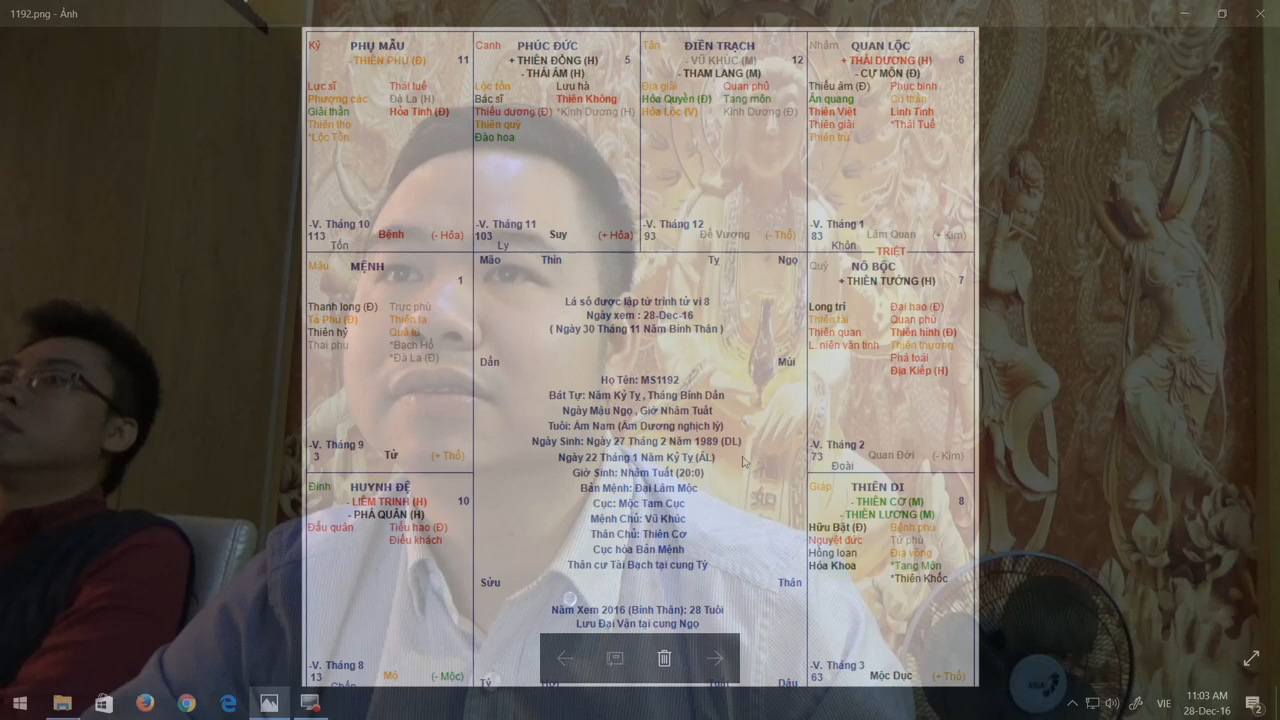 1192.png - Ảnh
Kỷ PHỤ MẪU
- THIÊN PHỦ (Đ) 11
Lực sĩ Thái tuế
Phượng các Đà La (H)
Giải thần Hỏa Tinh (Đ)
Thiên thọ
*Lộc Tồn
-V. Tháng 10
113 Bệnh (- Hỏa)
Tốn
Canh PHÚC ĐỨC
+ THIÊN ĐỒNG (H) 5
- THÁI ÂM (H)
Lộc tồn Lưu hà
Bác sĩ Thiên Không
Thiếu dương (Đ) *Kình Dương (H)
Thiên quý
Đào hoa
-V. Tháng 11
103 Suy (+ Hỏa)
Ly
Tân ĐIỀN TRẠCH
- VŨ KHÚC (M) 12
- THAM LANG (M)
Địa giải Quan phủ
Hóa Quyền (Đ) Tang môn
Hóa Lộc (V) Kình Dương (Đ)
-V. Tháng 12
93 Đế Vượng (- Thổ)
Nhâm QUAN LỘC
+ THÁI DƯƠNG (H) 6
- CỰ MÔN (Đ)
Thiếu âm (Đ) Phục binh
Ân quang Cô thần
Thiên Việt Linh Tinh
Thiên giải *Thái Tuế
Thiên trù
-V. Tháng 1
83 Lâm Quan (+ Kim)
Khôn
TRIỆT
Mậu MỆNH
1
Thanh long (Đ) Trực phù
Tả Phù (Đ) Thiên la
Thiên hỷ Quả tú
Thai phụ *Bạch Hổ
*Đà La (Đ)
-V. Tháng 9
3 Tử (+ Thổ)
Mão Thìn Tỵ Ngọ
Lá số được lập từ trình tử vi 8
Ngày xem : 28-Dec-16
( Ngày 30 Tháng 11 Năm Bính Thân )
Dần Mùi
Họ Tên: MS1192
Bát Tự: Năm Kỷ Tỵ , Tháng Bính Dần
Ngày Mậu Ngọ , Giờ Nhâm Tuất
Tuổi: Âm Nam (Âm Dương nghịch lý)
Ngày Sinh: Ngày 27 Tháng 2 Năm 1989 (DL)
Ngày 22 Tháng 1 Năm Kỷ Tỵ (ÂL)
Giờ Sinh: Nhâm Tuất (20:0)
Bản Mệnh: Đại Lâm Mộc
Cục: Mộc Tam Cục
Mệnh Chủ: Vũ Khúc
Thân Chủ: Thiên Cơ
Cục hòa Bản Mệnh
Thân cư Tài Bạch tại cung Tý
Sửu Thân
Năm Xem 2016 (Bính Thân): 28 Tuổi
Lưu Đại Vận tại cung Ngọ
Tý Hợi Tuất Dậu
Quý NÔ BỘC
+ THIÊN TƯỚNG (H) 7
Long trì Đại hao (Đ)
Thiên tài Quan phù
Thiên quan Thiên hình (Đ)
L. niên văn tinh Thiên thương
Phá toái
Địa Kiếp (H)
-V. Tháng 2
73 Quan Đới (- Kim)
Đoài
Đinh HUYNH ĐỆ
- LIÊM TRINH (H) 10
- PHÁ QUÂN (H)
Đẩu quân Tiểu hao (Đ)
Điếu khách
-V. Tháng 8
13 Mộ (- Mộc)
Chấn
Giáp THIÊN DI
- THIÊN CƠ (M) 8
- THIÊN LƯƠNG (M)
Hữu Bật (Đ) Bệnh phù
Nguyệt đức Tử phù
Hồng loan Địa võng
Hóa Khoa *Tang Môn
*Thiên Khốc
-V. Tháng 3
63 Mộc Dục (+ Thổ)
ASIA
VIE
11:03 AM
28-Dec-16
2